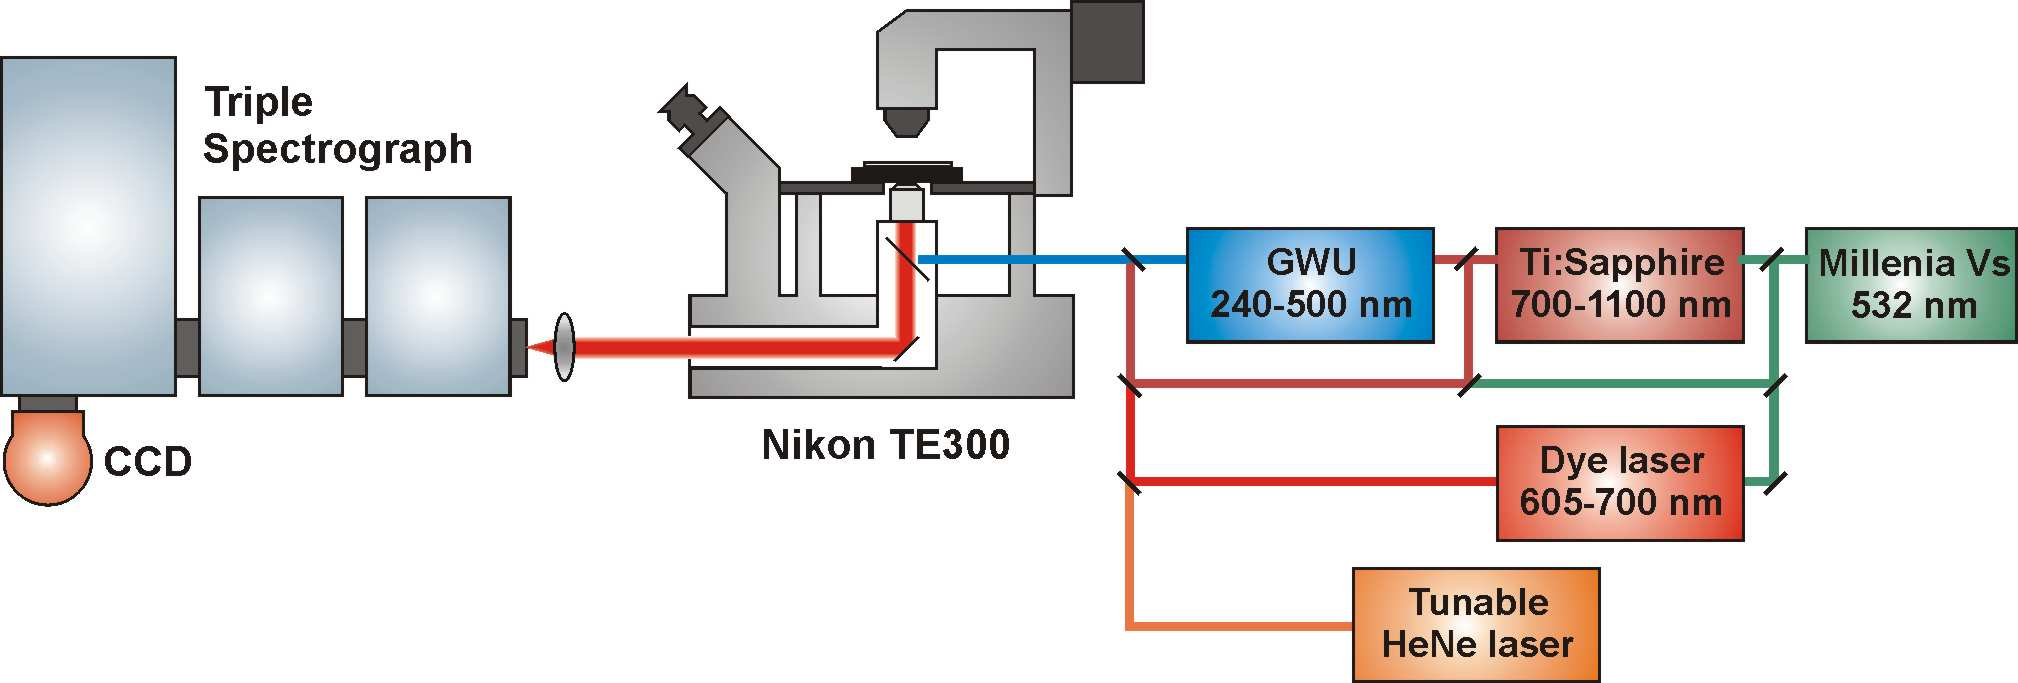 Triple
Spectrograph
CCD
Nikon TE300
GWU
240-500 nm
Ti:Sapphire
700-1100 nm
Millenia Vs
532 nm
Dye laser
605-700 nm
Tunable
HeNe laser